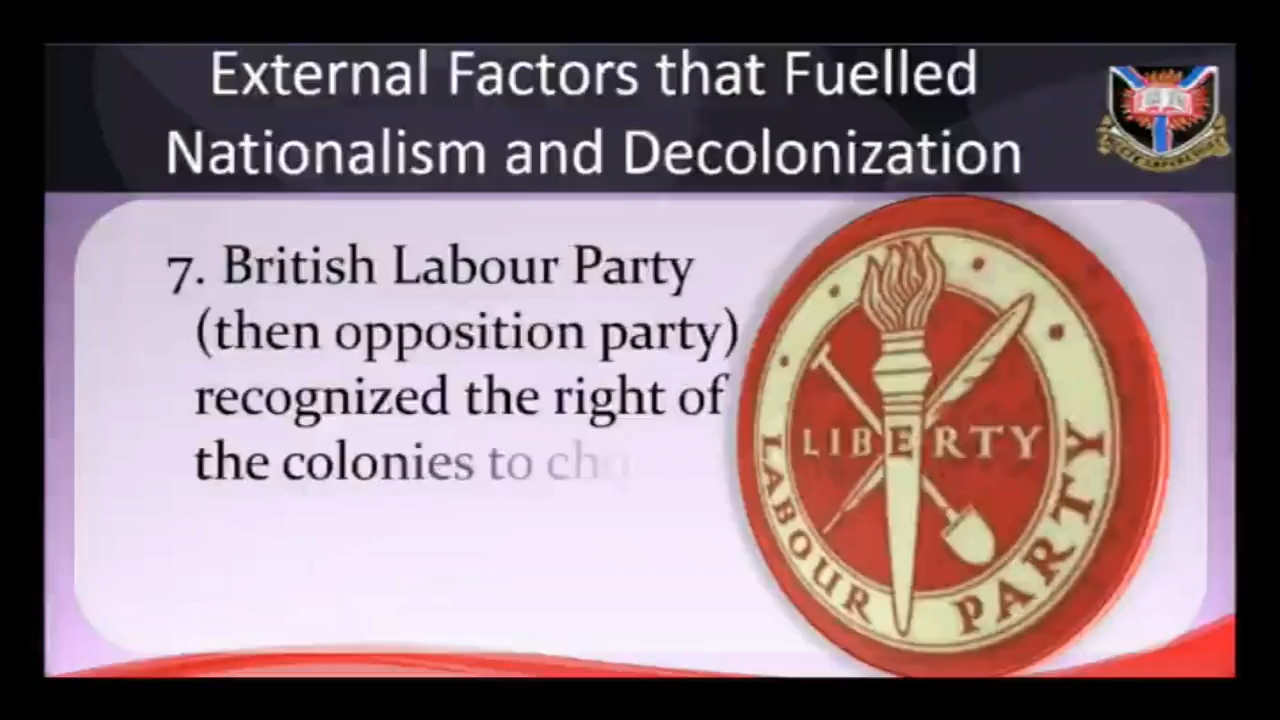 External Factors that Fuelled
Nationalism and Decolonization
7. British Labour Party
(then opposition party)
recognized the right of
the colonies to cho
LIBERTY
LABOUR PARTY